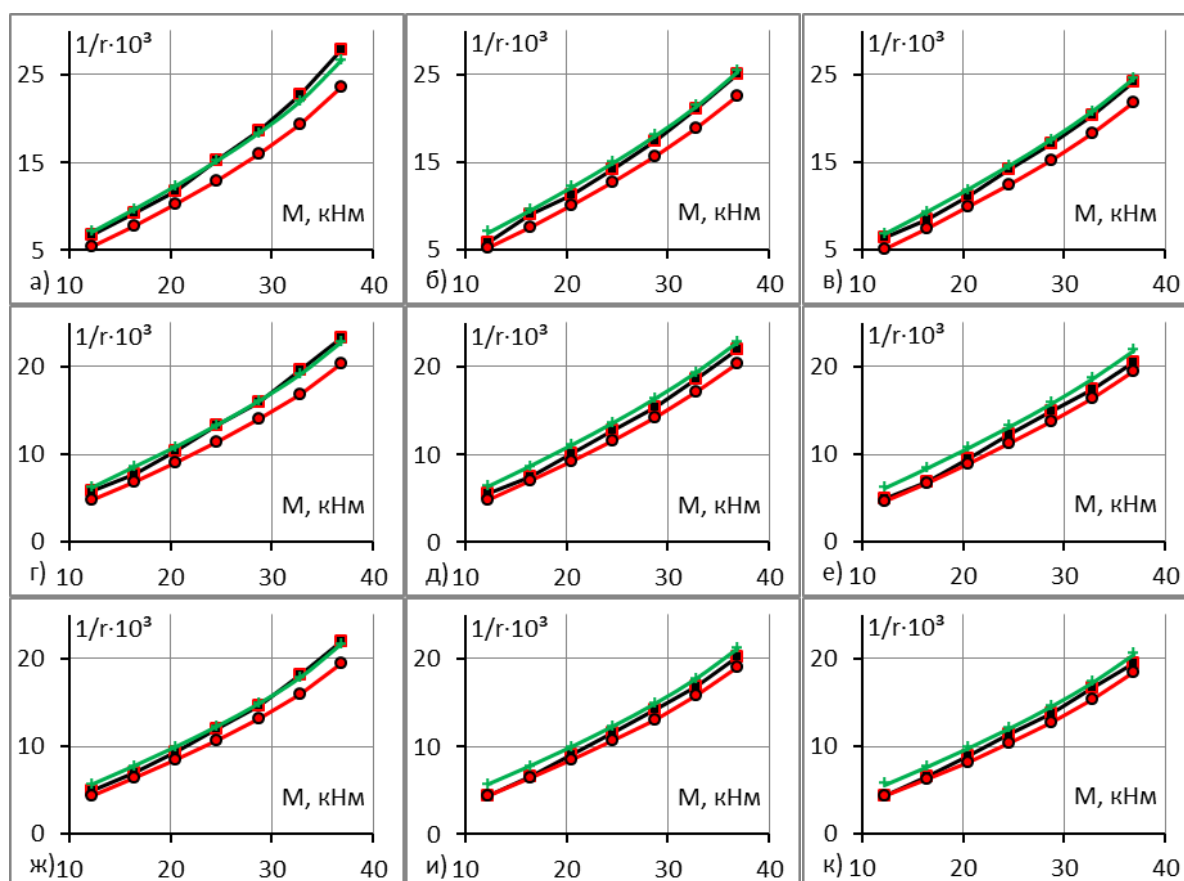 1/r·10³
25
15
М, кНм
5
а) 10 20 30 40
1/r·10³
25
15
М, кНм
5
б) 10 20 30 40
1/r·10³
25
15
М, кНм
5
в) 10 20 30 40
1/r·10³
20
10
М, кНм
0
г) 10 20 30 40
1/r·10³
20
10
М, кНм
0
д) 10 20 30 40
1/r·10³
20
10
М, кНм
0
е) 10 20 30 40
1/r·10³
20
10
М, кНм
0
ж) 10 20 30 40
1/r·10³
20
10
М, кНм
0
и) 10 20 30 40
1/r·10³
20
10
М, кНм
0
к) 10 20 30 40